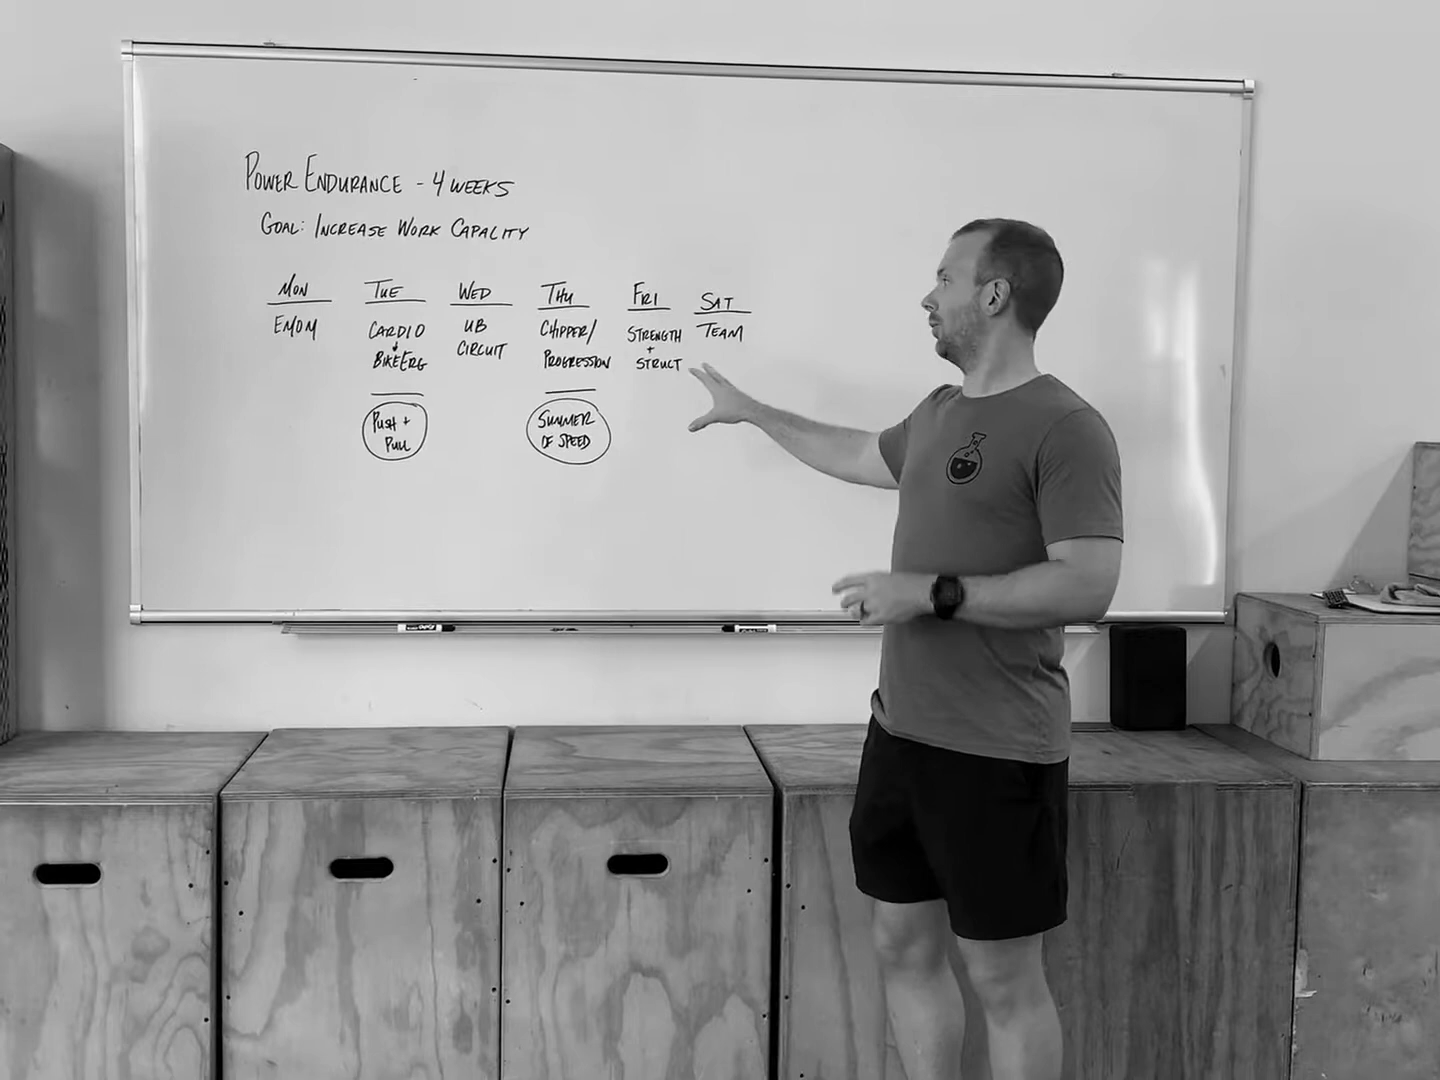 POWER ENDURANCE - 4 WEEKS
GOAL: INCREASE WORK CAPALITY
MON TUE WED THU FRI SAT
EMOM
CARDIO
+
BIKEERG
UB
CIRCUIT
CHIPPER/
PROGRESSION
STRENGTH
+
STRUCT
TEAM
PUSH +
PULL
SUMMER
OF SPEED